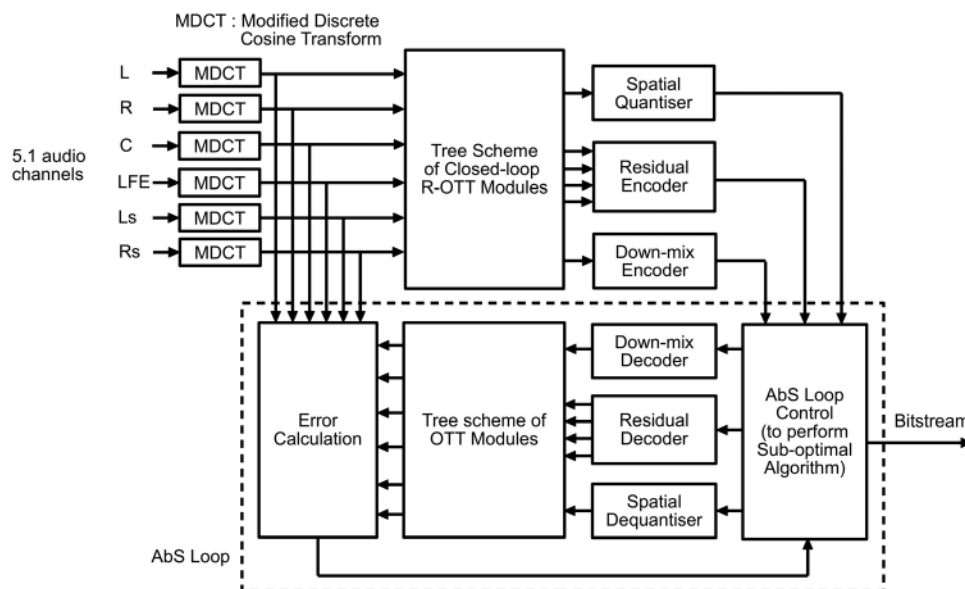 MDCT : Modified Discrete
Cosine Transform
5.1 audio
channels
L
MDCT
R
MDCT
C
MDCT
LFE
MDCT
Ls
MDCT
Rs
MDCT
Tree Scheme
of Closed-loop
R-OTT Modules
Spatial
Quantiser
Residual
Encoder
Down-mix
Encoder
Error
Calculation
Tree scheme of
OTT Modules
Down-mix
Decoder
Residual
Decoder
Spatial
Dequantiser
AbS Loop
Control
(to perform
Sub-optimal
Algorithm)
Bitstream
AbS Loop